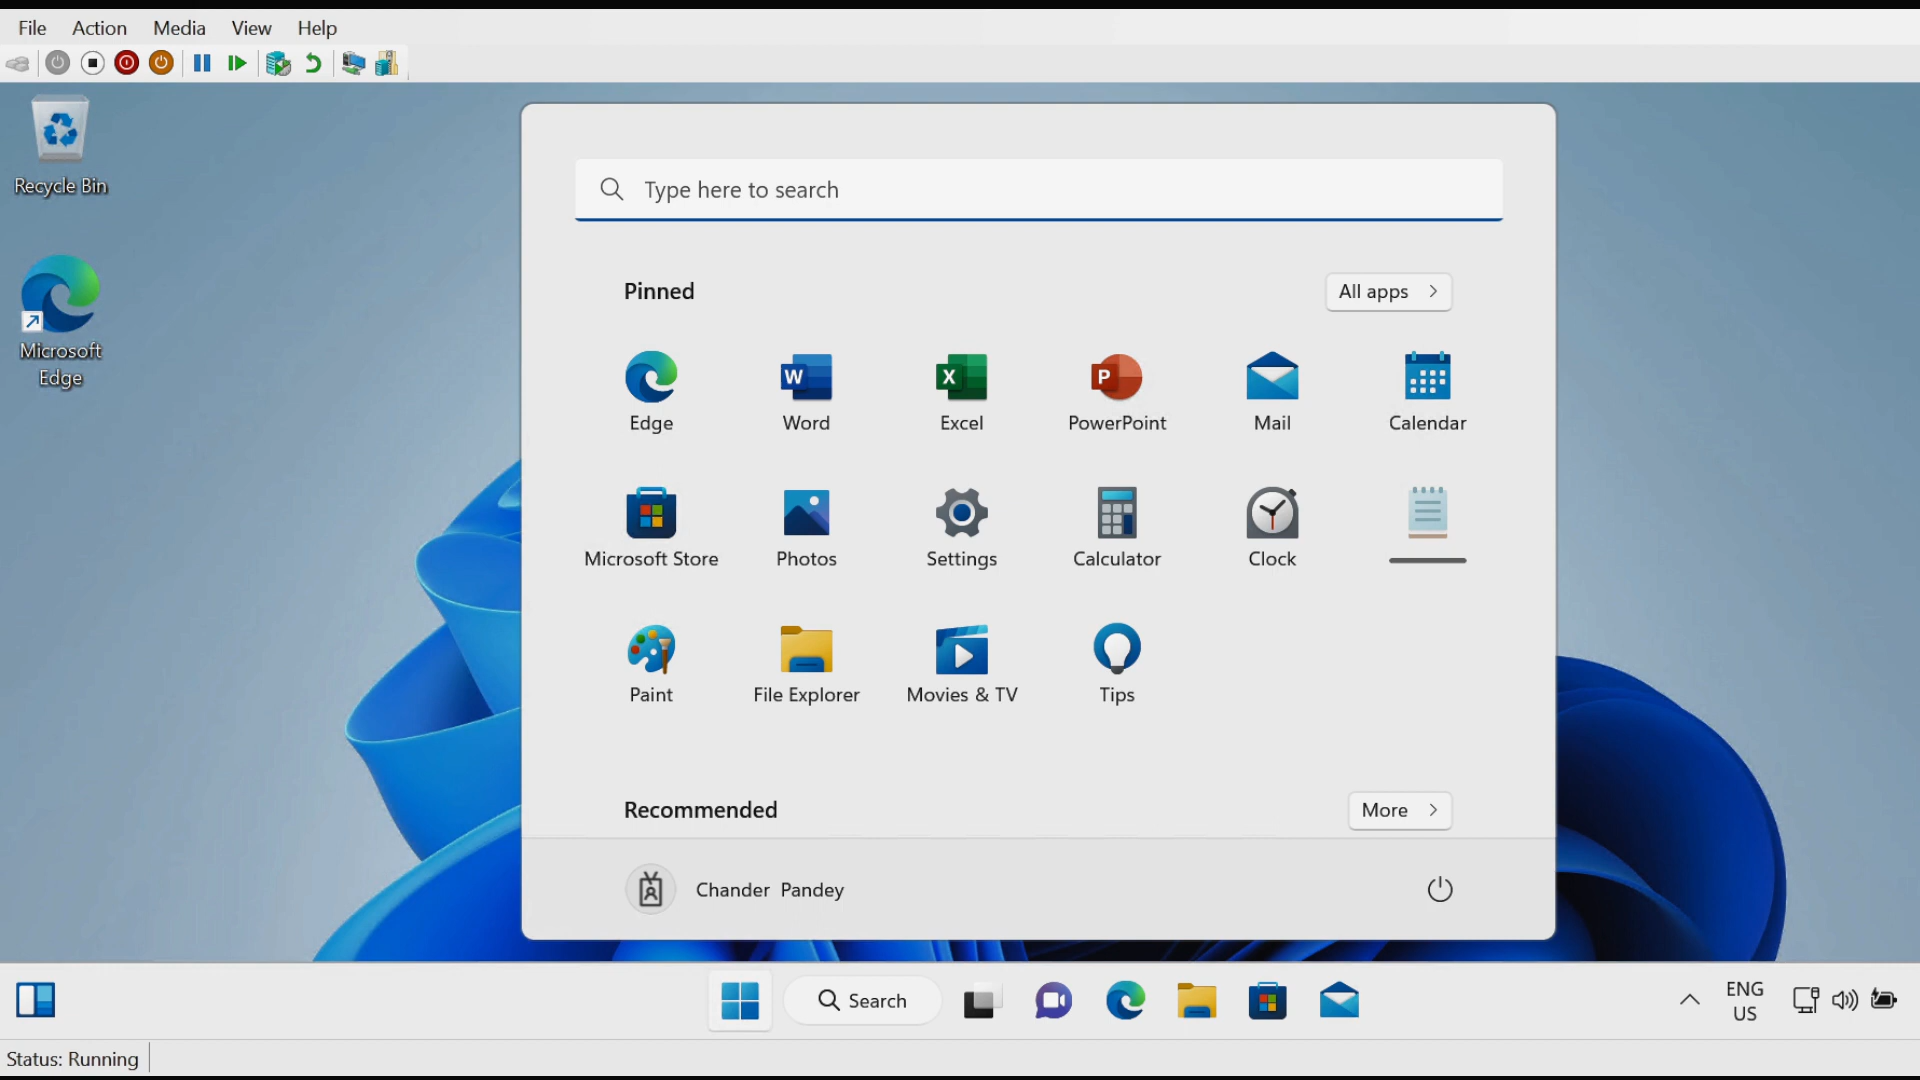 File Action Media View Help
Recycle Bin
Microsoft
Edge
Type here to search
Pinned
All apps
Edge Word Excel PowerPoint Mail Calendar
Microsoft Store Photos Settings Calculator Clock
Paint File Explorer Movies & TV Tips
Recommended
More
Chander Pandey
Search
ENG
US
Status: Running